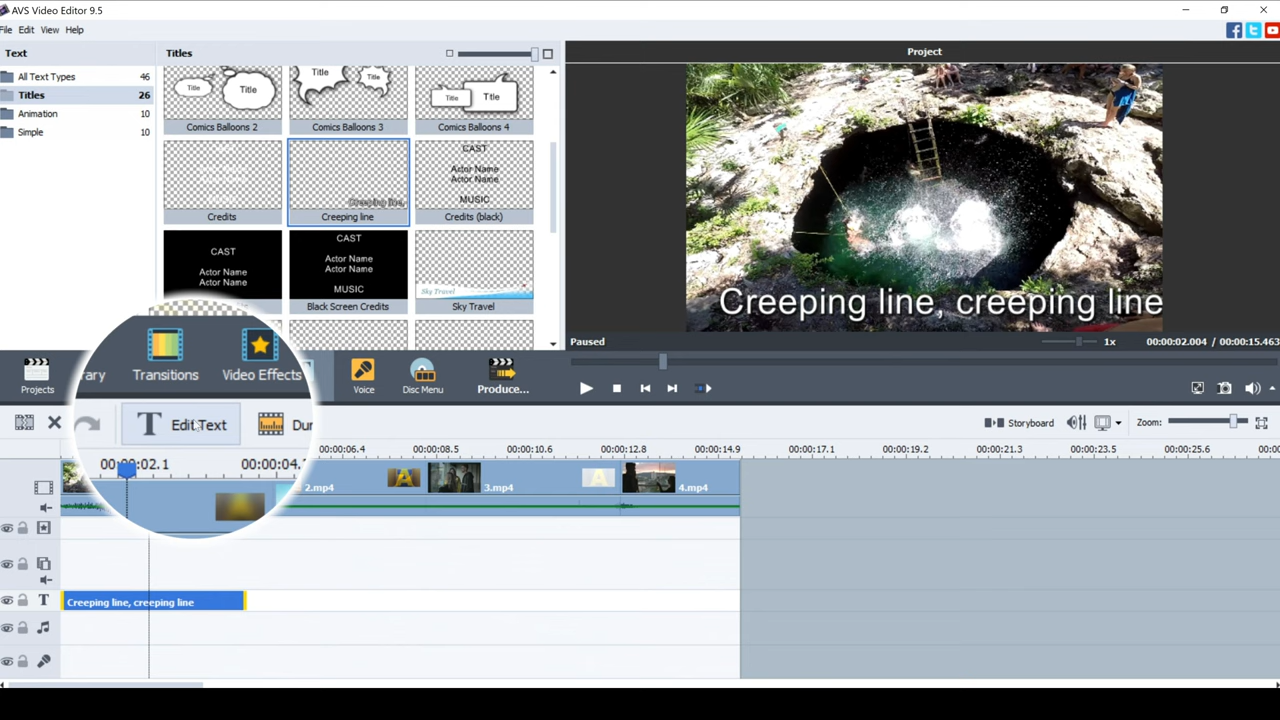 AVS Video Editor 9.5
File Edit View Help
Text
Titles
Project
All Text Types 46
Titles 26
Animation 10
Simple 10
Title Title
Title Title
Title Title
Comics Balloons 2
Comics Balloons 3
Comics Balloons 4
Creeping line,
CAST
Actor Name
Actor Name
MUSIC
Credits
Creeping line
Credits (black)
CAST
Actor Name
Actor Name
CAST
Actor Name
Actor Name
MUSIC
Sky Travel
Black Screen Credits
Sky Travel
Creeping line, creeping line
Paused
1x
00:00:02.004 / 00:00:15.463
Projects
Transitions
Video Effects
Voice
Disc Menu
Produce...
T Edit Text
Storyboard
Zoom:
00:00:02.1
00:00:06.4
00:00:08.5
00:00:10.6
00:00:12.8
00:00:14.9
00:00:17.1
00:00:19.2
00:00:21.3
00:00:23.5
00:00:25.6
2.mp4
3.mp4
4.mp4
T
Creeping line, creeping line